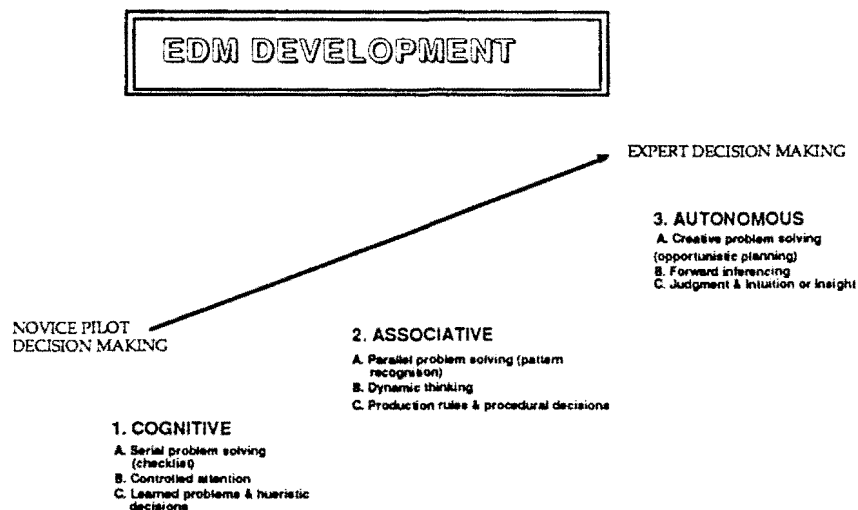 EDM DEVELOPMENT
EXPERT DECISION MAKING
3. AUTONOMOUS
A. Creative problem solving
(opportunistic planning)
B. Forward inferencing
C. Judgment & Intuition or Insight
NOVICE PILOT
DECISION MAKING
2. ASSOCIATIVE
A. Parallel problem solving (pattern
recognition)
B. Dynamic thinking
C. Production rules & procedural decisions
1. COGNITIVE
A. Serial problem solving
(checklist)
B. Controlled attention
C. Learned problems & hueristic
decisions